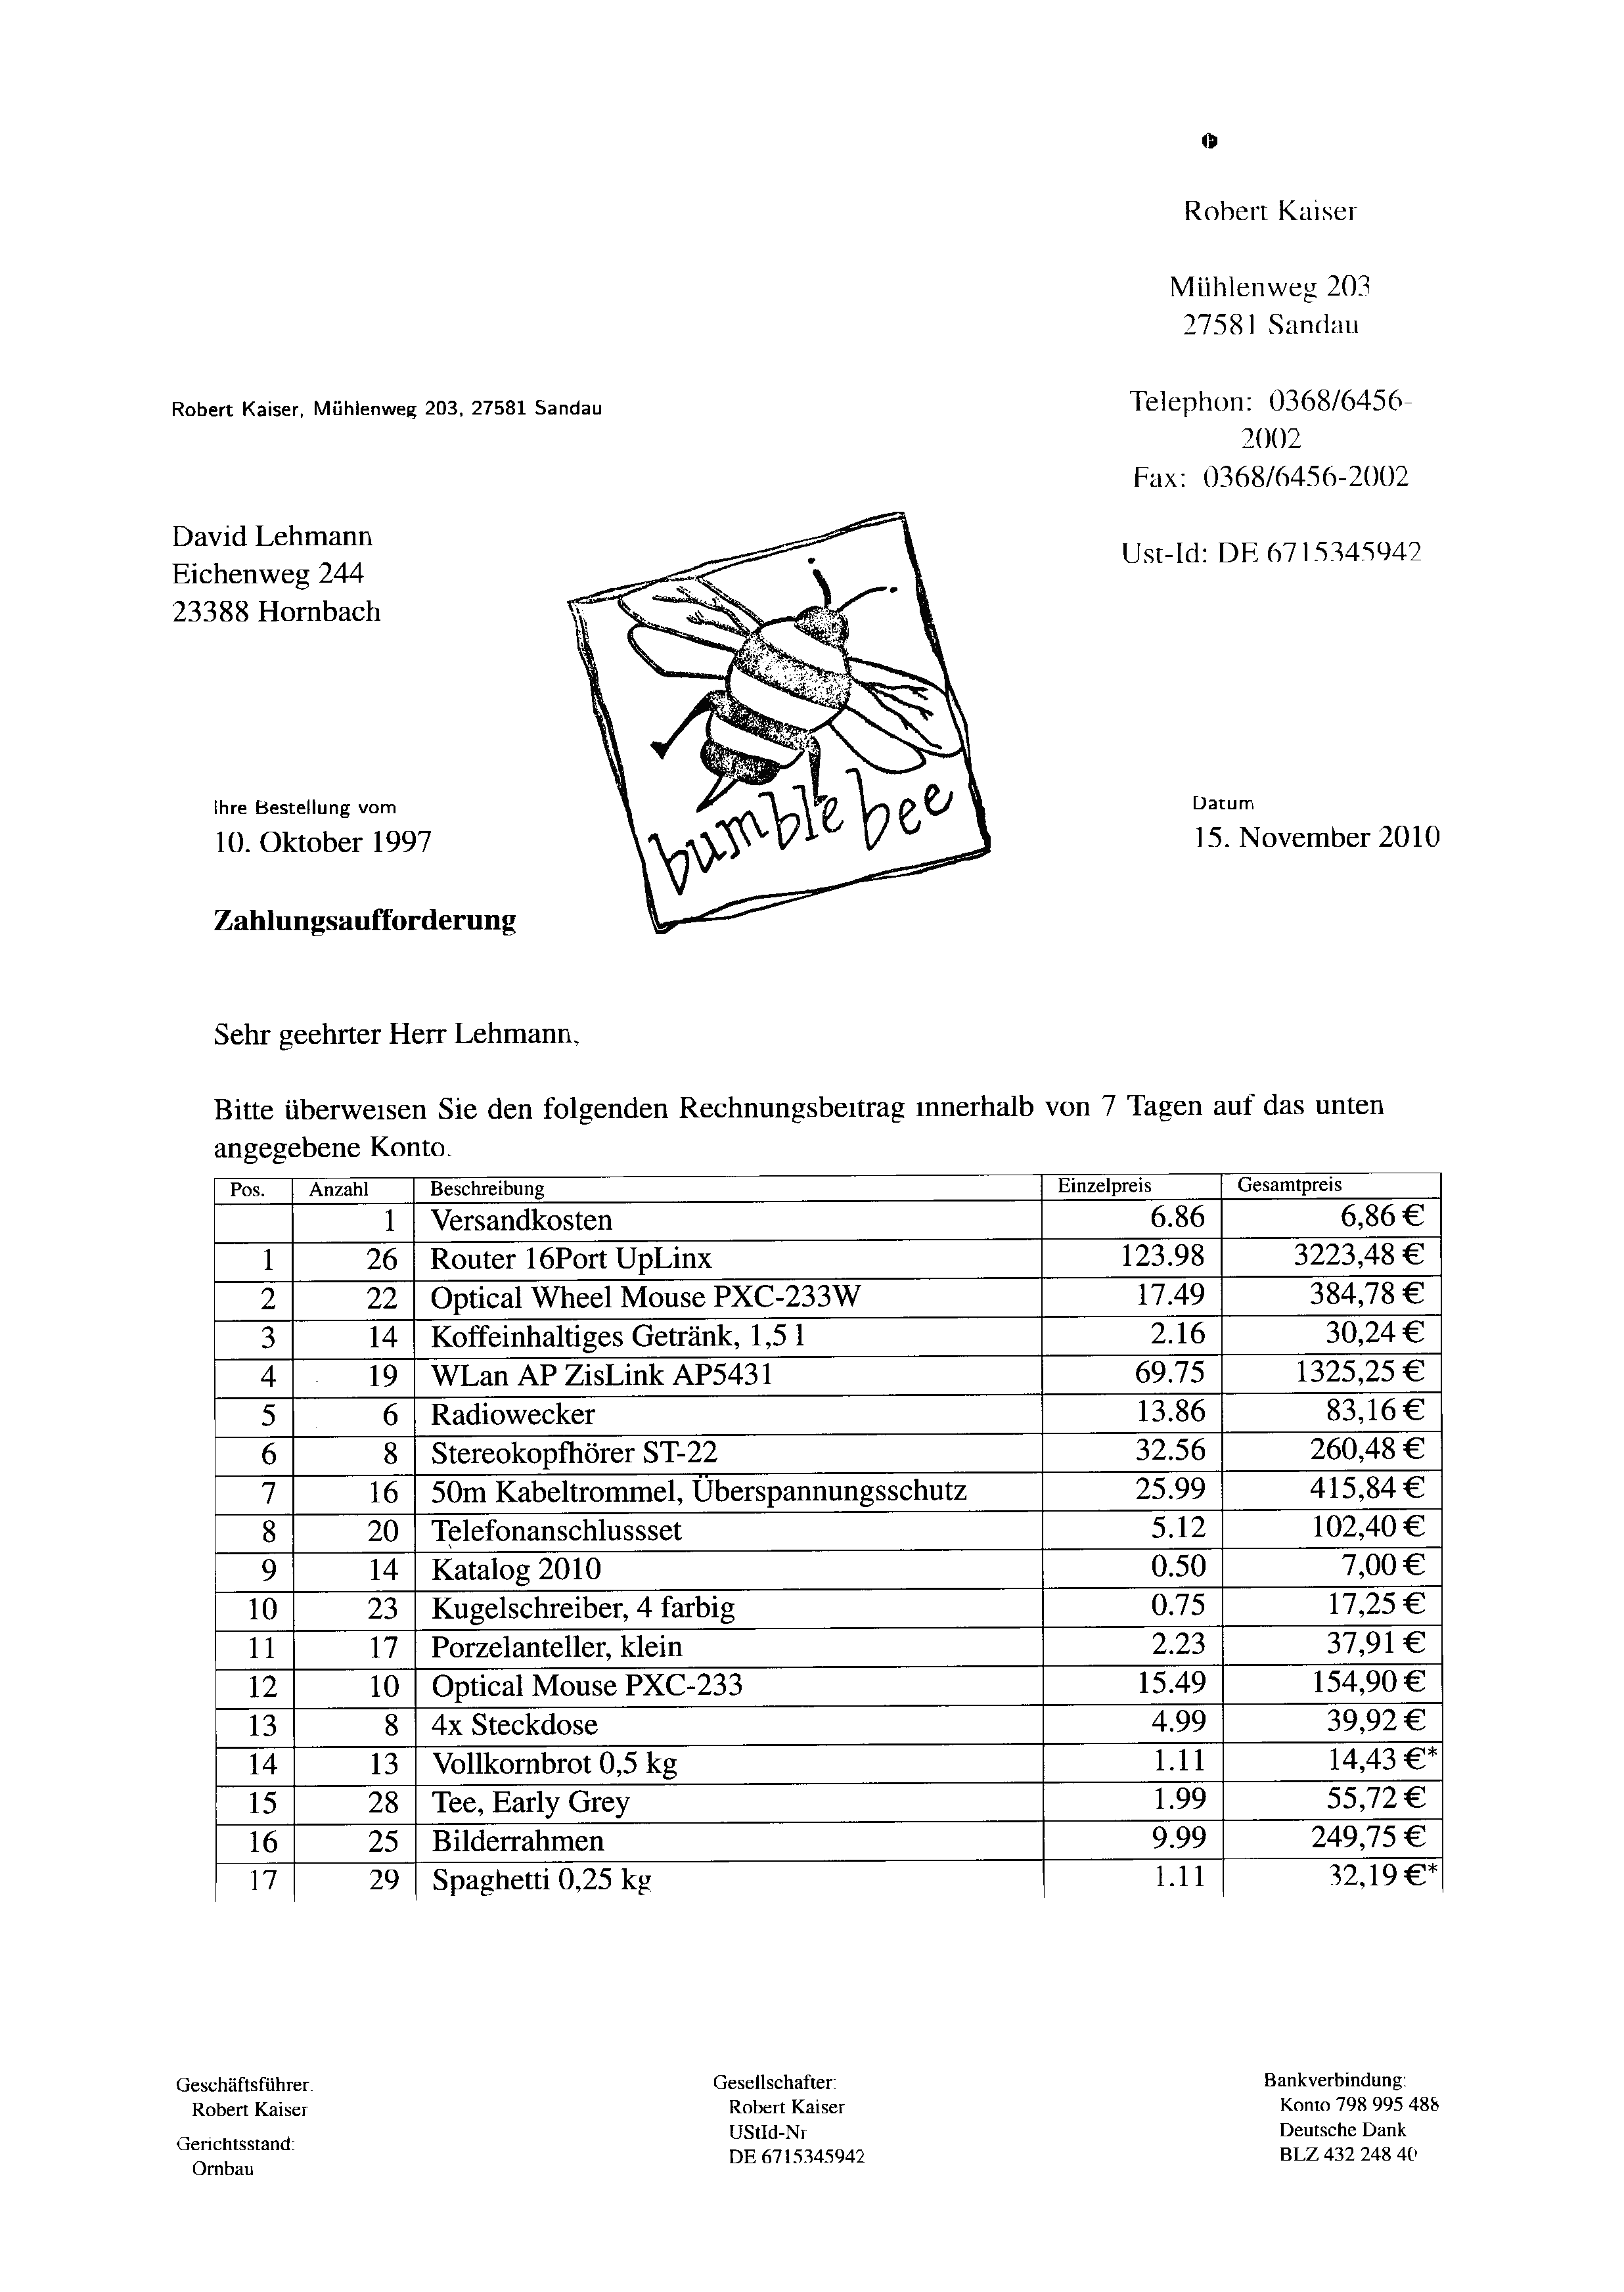 Robert Kaiser
Mühlenweg 203
27581 Sandau
Robert Kaiser, Mühlenweg 203, 27581 Sandau
Telephon: 0368/6456-
2002
Fax: 0368/6456-2002
David Lehmann
Eichenweg 244
23388 Hornbach
Ust-Id: DE 6715345942
bumble bee
Ihre Bestellung vom
10. Oktober 1997
Datum
15. November 2010
Zahlungsaufforderung
Sehr geehrter Herr Lehmann,
Bitte überweisen Sie den folgenden Rechnungsbeitrag innerhalb von 7 Tagen auf das unten
angegebene Konto.
Pos. Anzahl Beschreibung Einzelpreis Gesamtpreis
1 Versandkosten 6.86 6,86 €
1 26 Router 16Port UpLinx 123.98 3223,48 €
2 22 Optical Wheel Mouse PXC-233W 17.49 384,78 €
3 14 Koffeinhaltiges Getränk, 1,5 l 2.16 30,24 €
4 19 WLan AP ZisLink AP5431 69.75 1325,25 €
5 6 Radiowecker 13.86 83,16 €
6 8 Stereokopfhörer ST-22 32.56 260,48 €
7 16 50m Kabeltrommel, Überspannungsschutz 25.99 415,84 €
8 20 Telefonanschlussset 5.12 102,40 €
9 14 Katalog 2010 0.50 7,00 €
10 23 Kugelschreiber, 4 farbig 0.75 17,25 €
11 17 Porzelanteller, klein 2.23 37,91 €
12 10 Optical Mouse PXC-233 15.49 154,90 €
13 8 4x Steckdose 4.99 39,92 €
14 13 Vollkornbrot 0,5 kg 1.11 14,43 €*
15 28 Tee, Early Grey 1.99 55,72 €
16 25 Bilderrahmen 9.99 249,75 €
17 29 Spaghetti 0,25 kg 1.11 32,19 €*
Geschäftsführer.
Robert Kaiser
Gerichtsstand:
Ornbau
Gesellschafter:
Robert Kaiser
UStId-Nr
DE 6715345942
Bankverbindung:
Konto 798 995 488
Deutsche Dank
BLZ 432 248 40